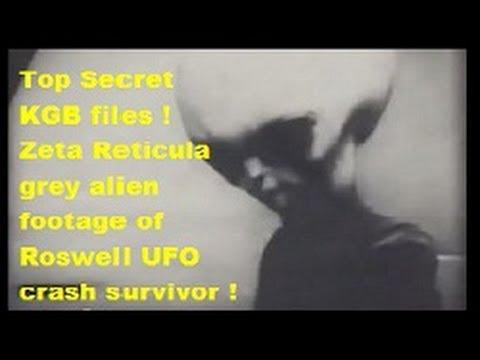 Top Secret
KGB files !
Zeta Reticula
grey alien
footage of
Roswell UFO
crash survivor !